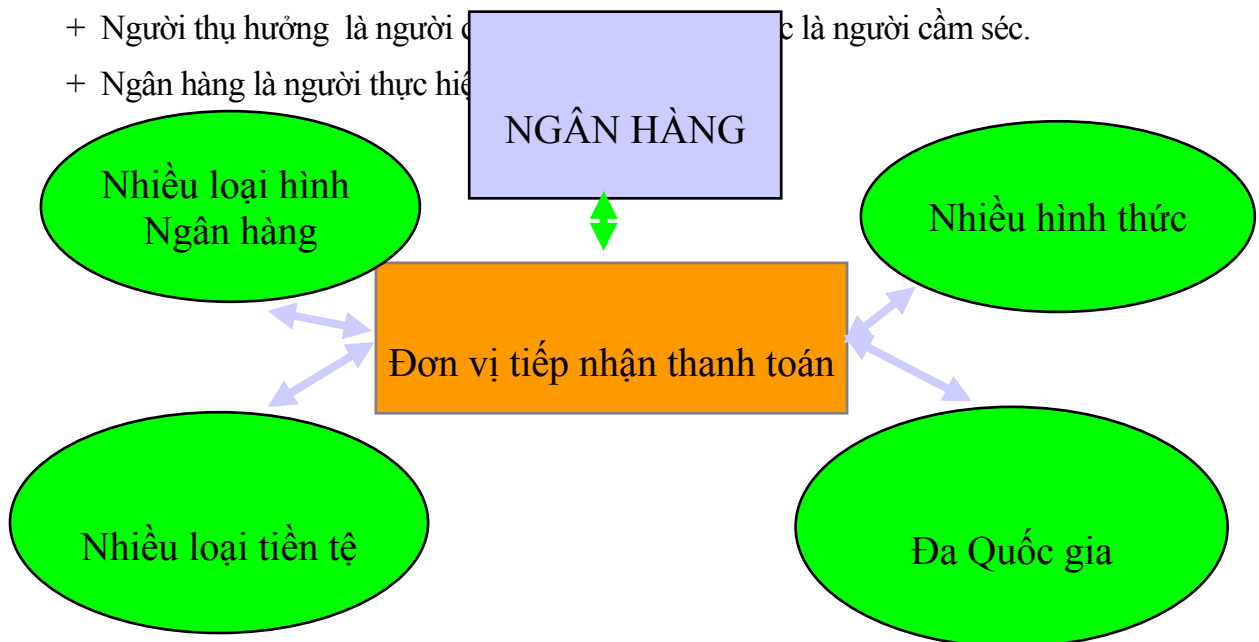 + Người thụ hưởng là người c là người cầm séc.
+ Ngân hàng là người thực hiệ
NGÂN HÀNG
Nhiều loại hình
Ngân hàng
Nhiều hình thức
Đơn vị tiếp nhận thanh toán
Nhiều loại tiền tệ
Đa Quốc gia